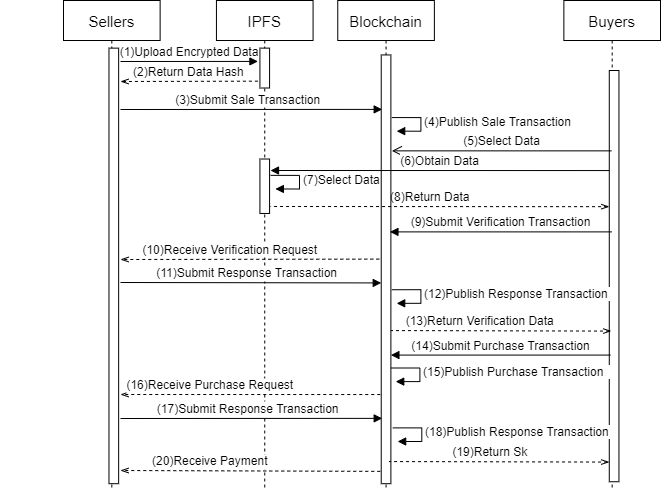 Sellers
IPFS
Blockchain
Buyers
(1)Upload Encrypted Data
(2)Return Data Hash
(3)Submit Sale Transaction
(4)Publish Sale Transaction
(5)Select Data
(6)Obtain Data
(7)Select Data
(8)Return Data
(9)Submit Verification Transaction
(10)Receive Verification Request
(11)Submit Response Transaction
(12)Publish Response Transaction
(13)Return Verification Data
(14)Submit Purchase Transaction
(15)Publish Purchase Transaction
(16)Receive Purchase Request
(17)Submit Response Transaction
(18)Publish Response Transaction
(19)Return Sk
(20)Receive Payment